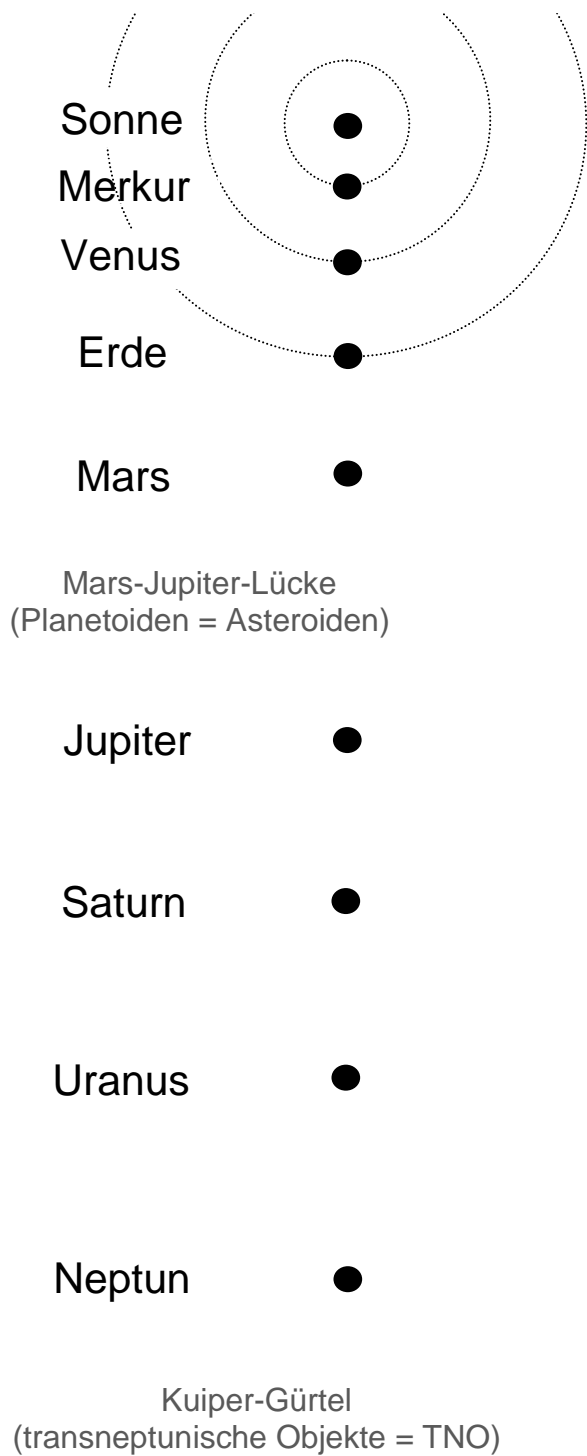 Sonne
Merkur
Venus
Erde
Mars
Mars-Jupiter-Lücke
(Planetoiden = Asteroiden)
Jupiter
Saturn
Uranus
Neptun
Kuiper-Gürtel
(transneptunische Objekte = TNO)